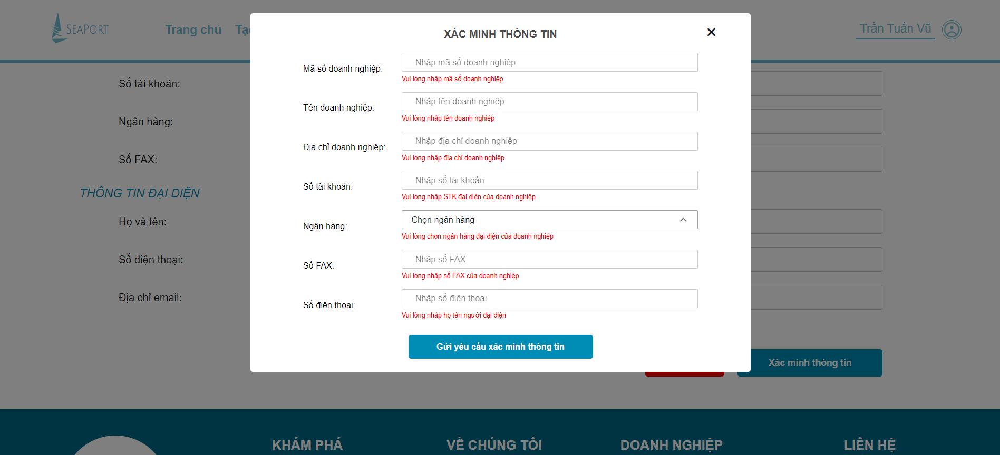 SEAPORT
Trang chủ
Trần Tuấn Vũ
XÁC MINH THÔNG TIN
Mã số doanh nghiệp:
Nhập mã số doanh nghiệp
Vui lòng nhập mã số doanh nghiệp
Tên doanh nghiệp:
Nhập tên doanh nghiệp
Vui lòng nhập tên doanh nghiệp
Địa chỉ doanh nghiệp:
Nhập địa chỉ doanh nghiệp
Vui lòng nhập địa chỉ doanh nghiệp
Số tài khoản:
Nhập số tài khoản
Vui lòng nhập STK đại diện của doanh nghiệp
Ngân hàng:
Chọn ngân hàng
Vui lòng chọn ngân hàng đại diện của doanh nghiệp
Số FAX:
Nhập số FAX
Vui lòng nhập số FAX của doanh nghiệp
Số điện thoại:
Nhập số điện thoại
Vui lòng nhập họ tên người đại diện
Gửi yêu cầu xác minh thông tin
Số tài khoản:
Ngân hàng:
Số FAX:
THÔNG TIN ĐẠI DIỆN
Họ và tên:
Số điện thoại:
Địa chỉ email:
Xác minh thông tin
KHÁM PHÁ
VỀ CHÚNG TÔI
DOANH NGHIỆP
LIÊN HỆ